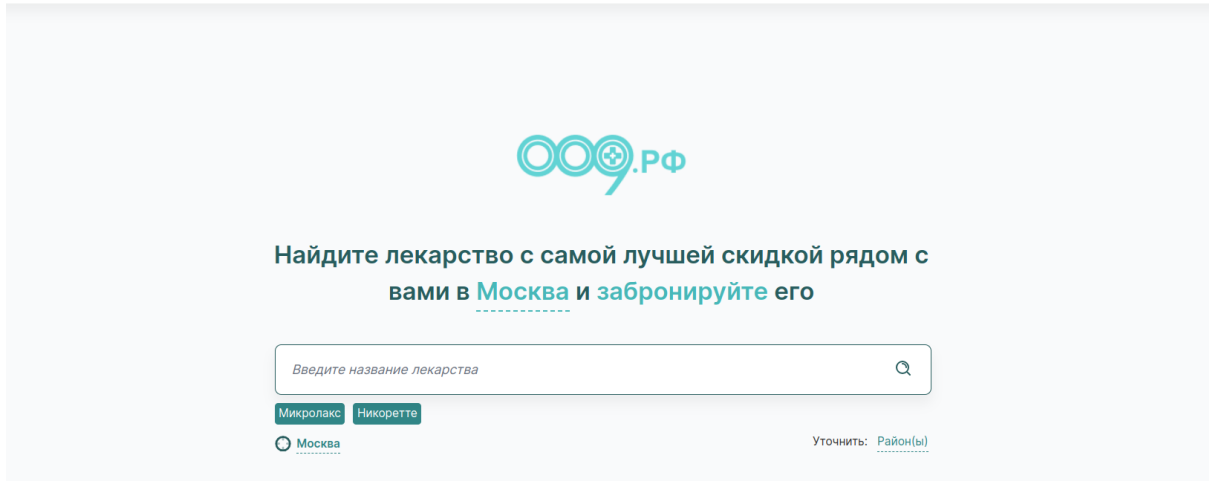 009.РФ
Найдите лекарство с самой лучшей скидкой рядом с
вами в Москва и забронируйте его
Введите название лекарства
Микролакс Никоретте
Москва Уточнить: Район(ы)